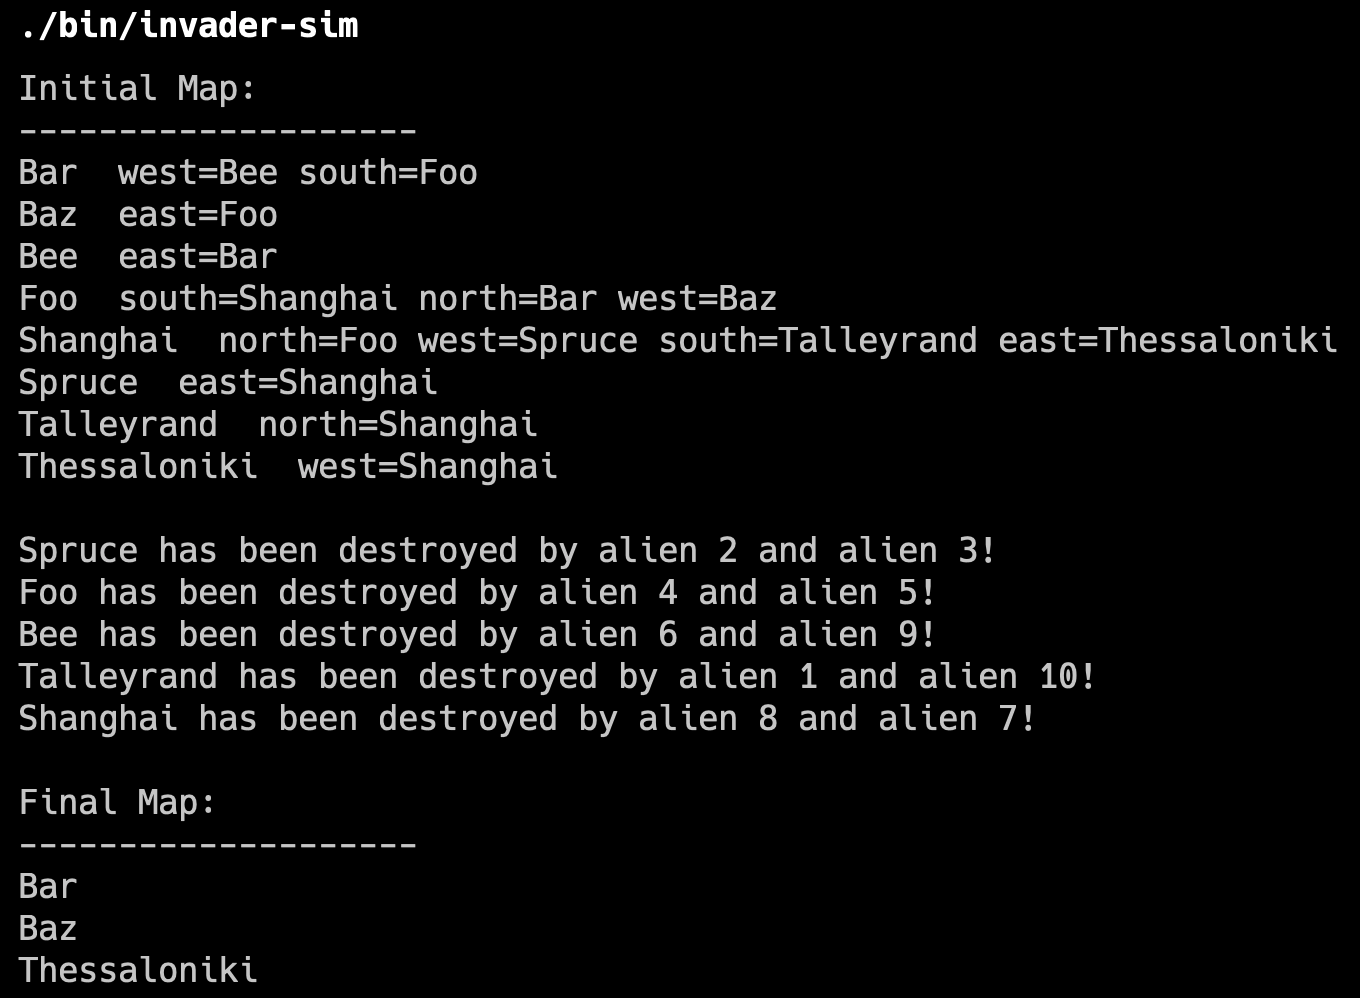 ./bin/invader-sim
Initial Map:
--------------------
Bar  west=Bee south=Foo
Baz  east=Foo
Bee  east=Bar
Foo  south=Shanghai north=Bar west=Baz
Shanghai  north=Foo west=Spruce south=Talleyrand east=Thessaloniki
Spruce  east=Shanghai
Talleyrand  north=Shanghai
Thessaloniki  west=Shanghai
Spruce has been destroyed by alien 2 and alien 3!
Foo has been destroyed by alien 4 and alien 5!
Bee has been destroyed by alien 6 and alien 9!
Talleyrand has been destroyed by alien 1 and alien 10!
Shanghai has been destroyed by alien 8 and alien 7!
Final Map:
--------------------
Bar
Baz
Thessaloniki